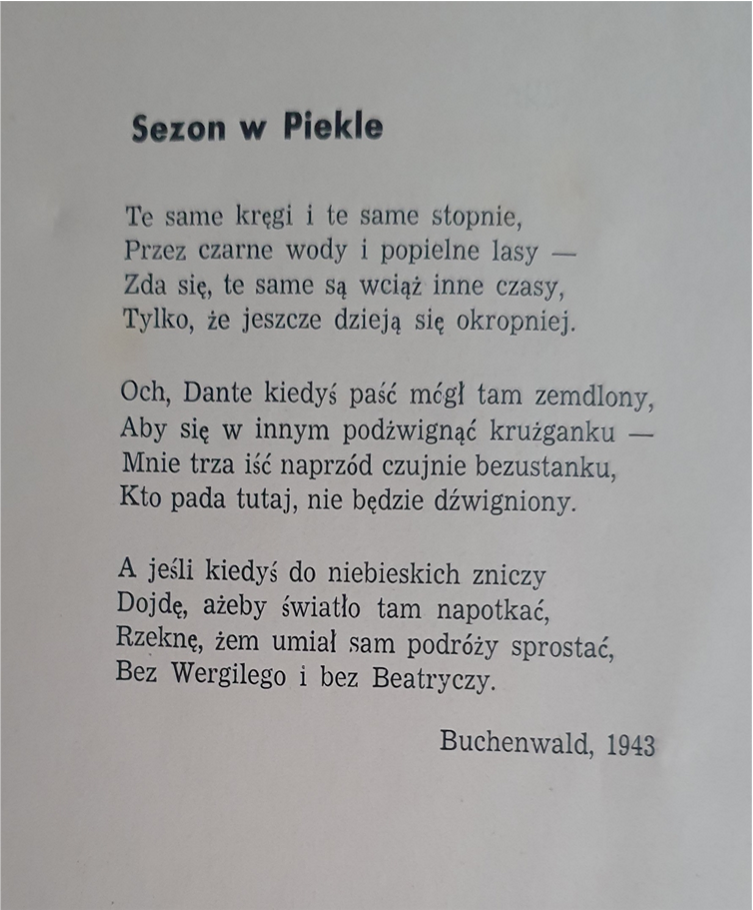 Sezon w Piekle
Te same kręgi i te same stopnie,
Przez czarne wody i popielne lasy —
Zda się, te same są wciąż inne czasy,
Tylko, że jeszcze dzieją się okropniej.
Och, Dante kiedyś paść mógł tam zemdlony,
Aby się w innym podżwignąć krużganku —
Mnie trza iść naprzód czujnie bezustanku,
Kto pada tutaj, nie będzie dźwigniony.
A jeśli kiedyś do niebieskich zniczy
Dojdę, ażeby światło tam napotkać,
Rzeknę, żem umiał sam podróży sprostać,
Bez Wergilego i bez Beatryczy.
Buchenwald, 1943